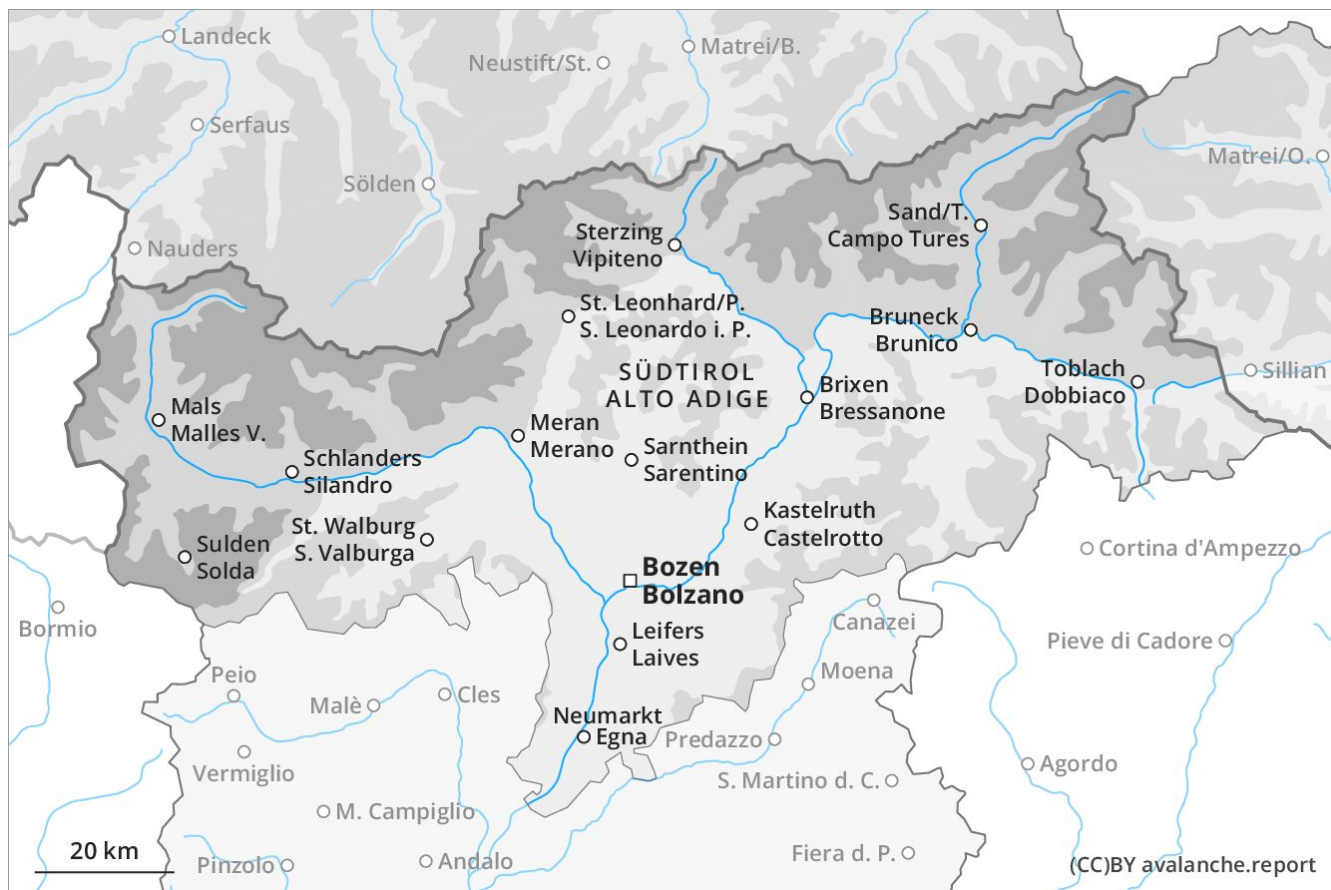 Landeck
Matrei/B.
Neustift/St.
Serfaus
Matrei/O.
Sölden
Sand/T.
Campo Tures
Sterzing
Vipiteno
Nauders
St. Leonhard/P.
S. Leonardo i. P.
Bruneck
Brunico
SÜDTIROL
ALTO ADIGE
Toblach
Dobbiaco
Sillian
Brixen
Bressanone
Mals
Malles V.
Meran
Merano
Sarnthein
Sarentino
Schlanders
Silandro
Kastelruth
Castelrotto
St. Walburg
S. Valburga
Sulden
Solda
Cortina d'Ampezzo
Bozen
Bolzano
Bormio
Canazei
Leifers
Laives
Pieve di Cadore
Peio
Moena
Cles
Malè
Neumarkt
Egna
Predazzo
Vermiglio
Agordo
S. Martino d. C.
M. Campiglio
20 km
Pinzolo
Andalo
Fiera d. P.
(CC)BY avalanche.report